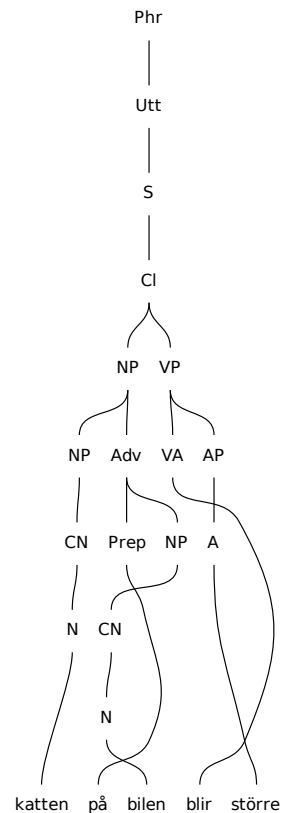 Phr
Utt
S
Cl
NP VP
NP Adv VA AP
CN Prep NP A
N CN
N
katten på bilen blir större